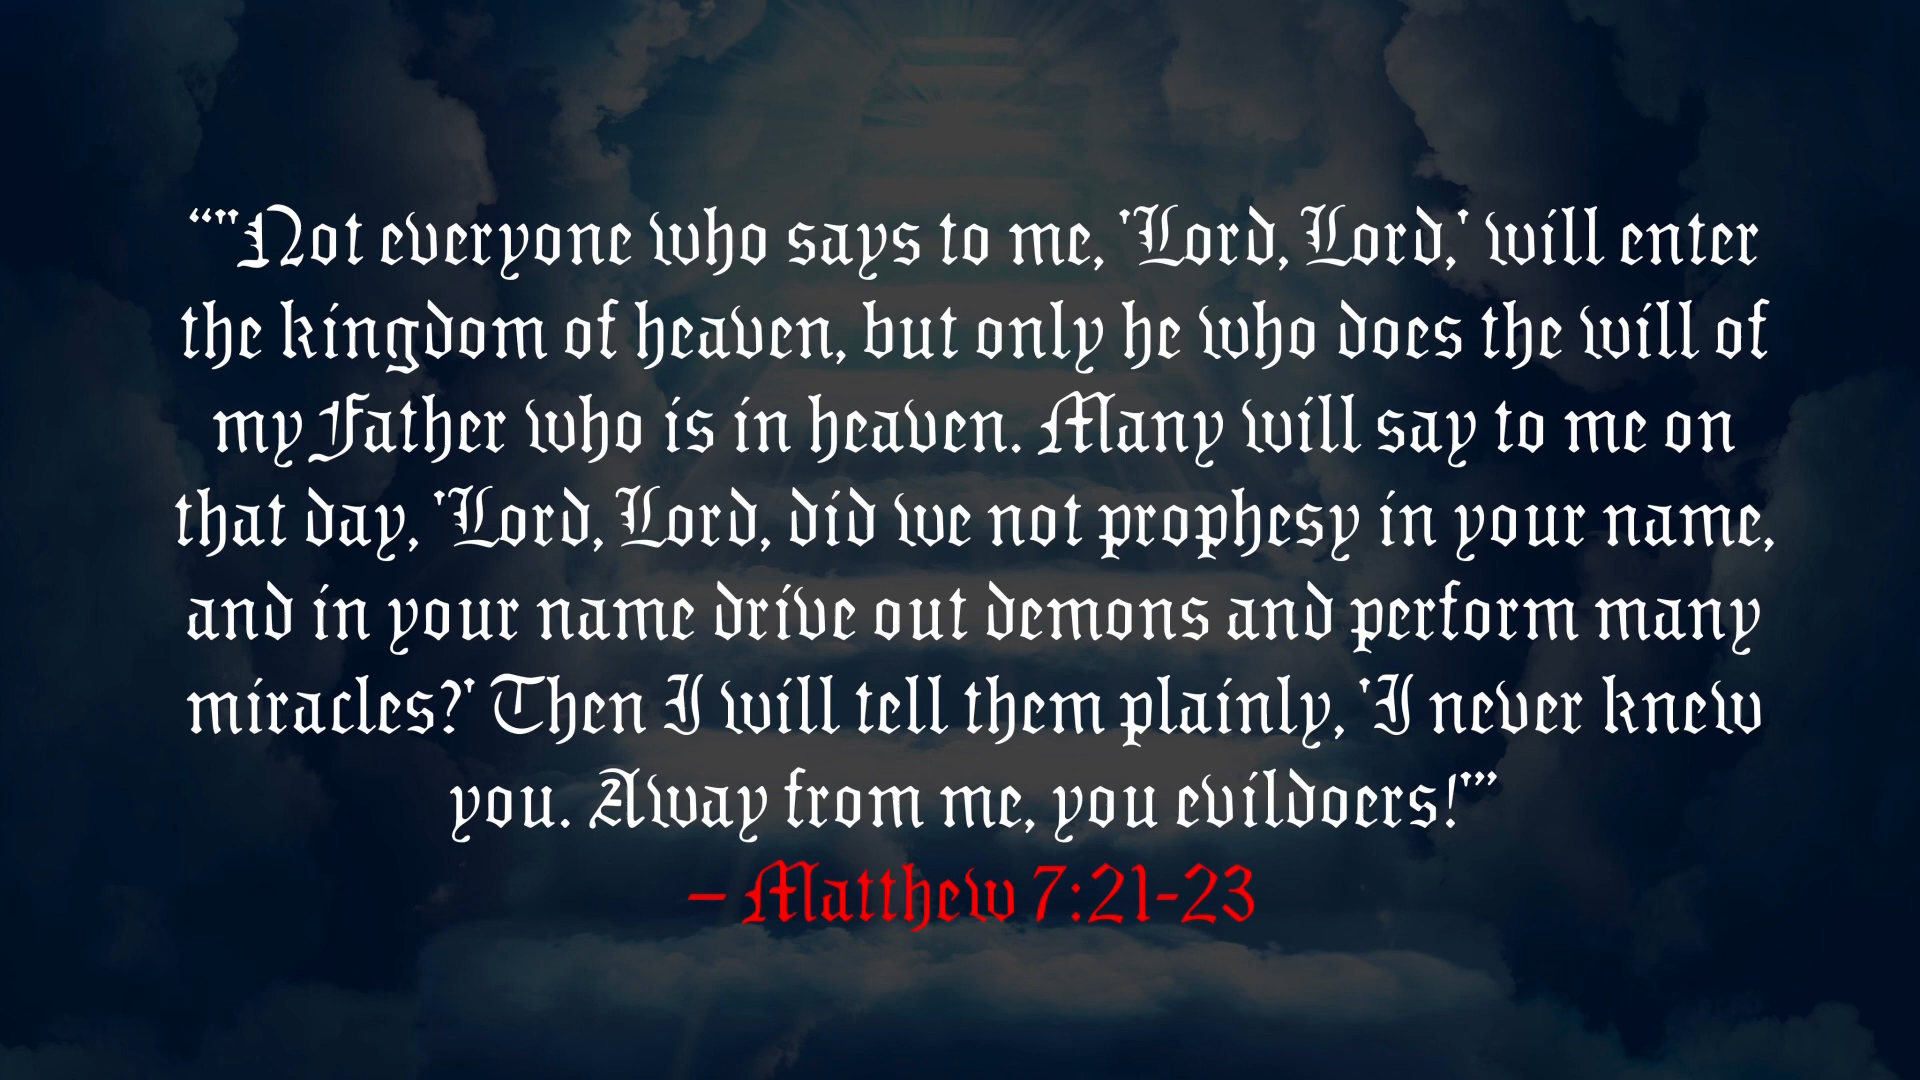 “"Not everyone who says to me, 'Lord, Lord,' will enter
the kingdom of heaven, but only he who does the will of
my Father who is in heaven. Many will say to me on
that day, 'Lord, Lord, did we not prophesy in your name,
and in your name drive out demons and perform many
miracles?' Then I will tell them plainly, 'I never knew
you. Away from me, you evildoers!'”
– Matthew 7:21-23